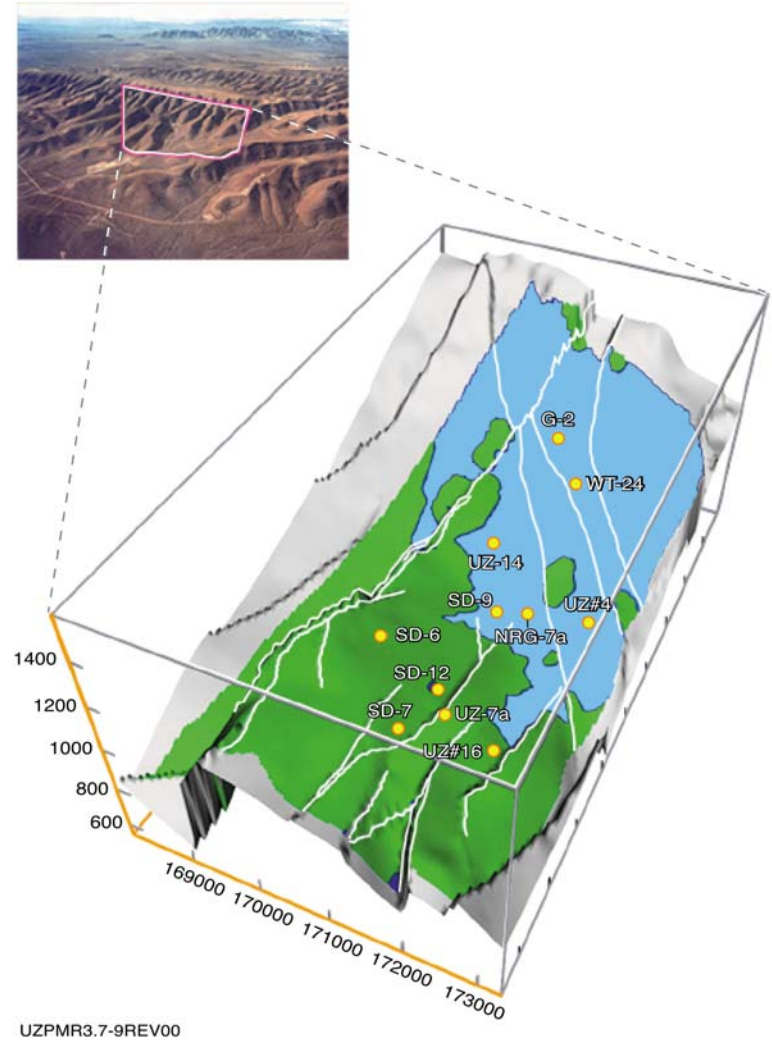 G-2
WT-24
UZ-14
SD-9
UZ#4
NRG-7a
SD-6
SD-12
SD-7
UZ-7a
UZ#16
1400
1200
1000
800
600
169000
170000
171000
172000
173000
UZPMR3.7-9REV00